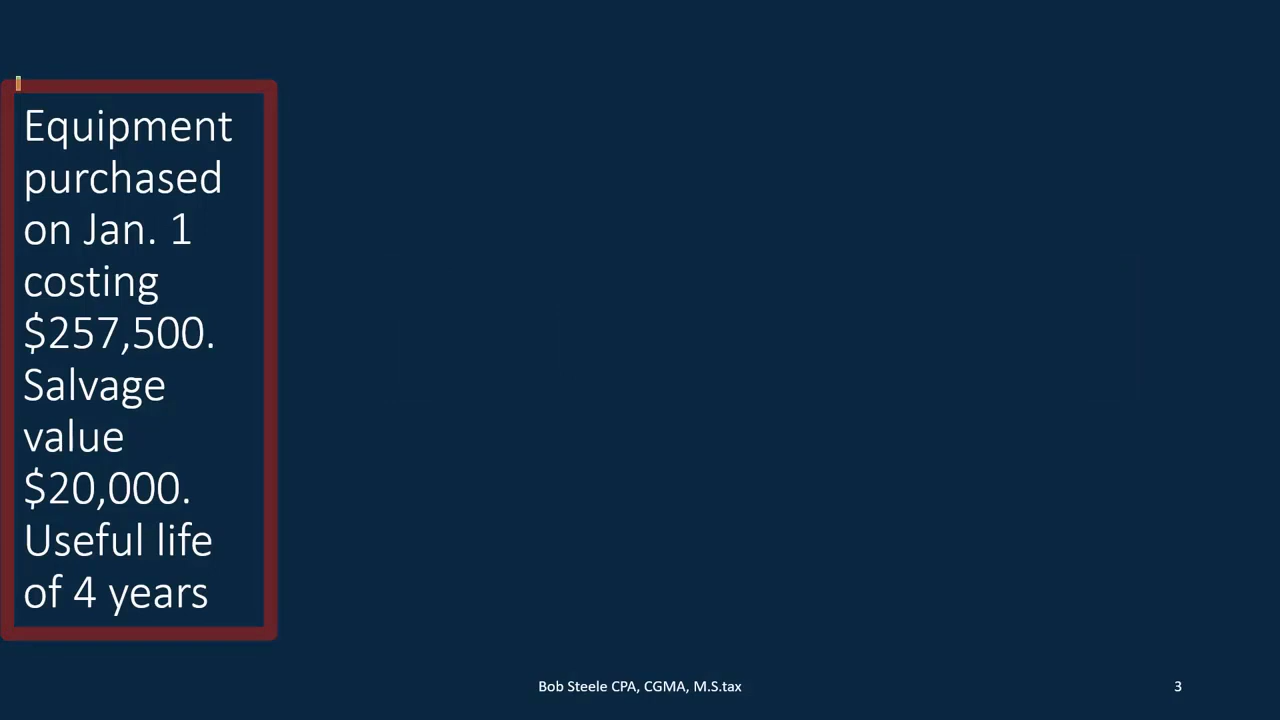 Equipment
purchased
on Jan. 1
costing
$257,500.
Salvage
value
$20,000.
Useful life
of 4 years
Bob Steele CPA, CGMA, M.S.tax
3